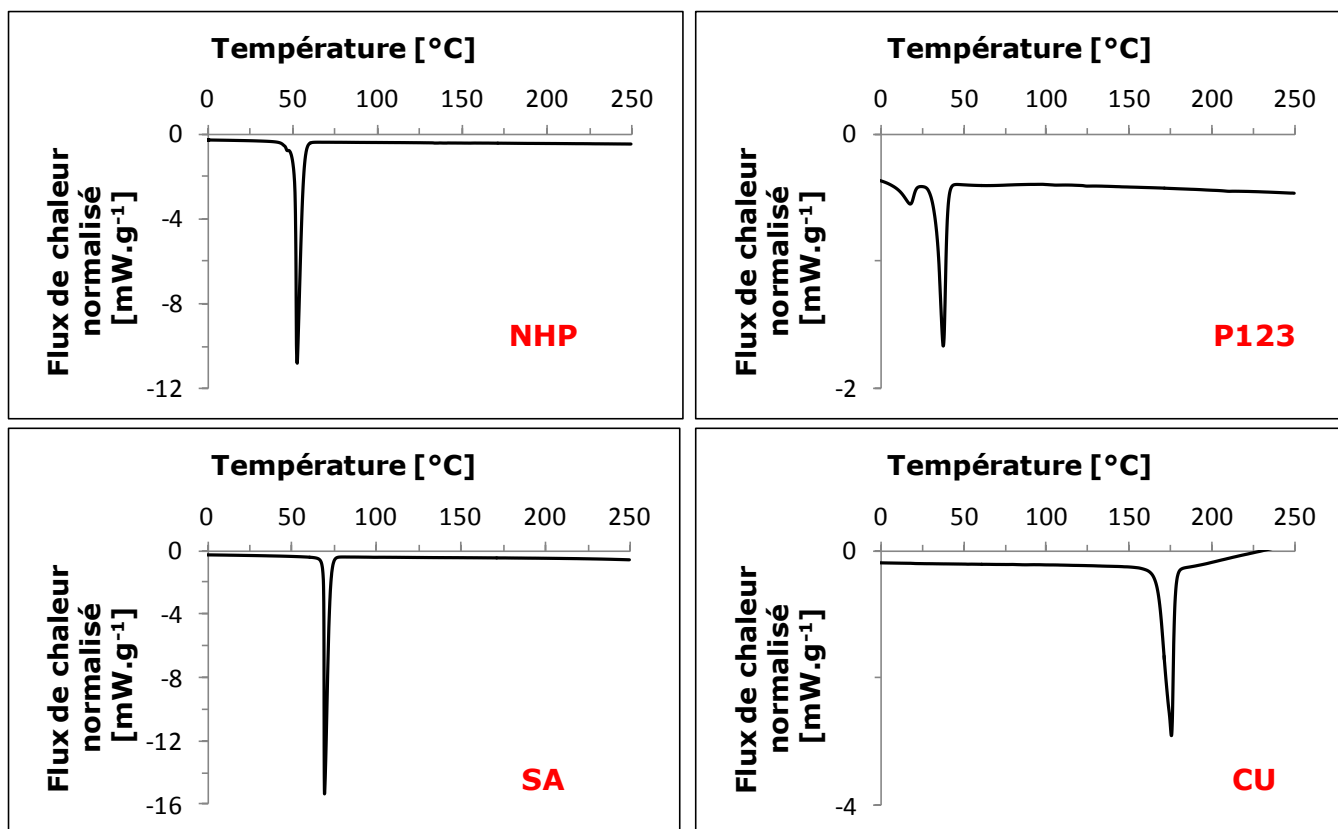 Température [°C]
0 50 100 150 200 250
0
-4
-8
-12
Flux de chaleur
normalisé
[mW.g⁻¹]
NHP
Température [°C]
0 50 100 150 200 250
0
-2
Flux de chaleur
normalisé
[mW.g⁻¹]
P123
Température [°C]
0 50 100 150 200 250
0
-4
-8
-12
-16
Flux de chaleur
normalisé
[mW.g⁻¹]
SA
Température [°C]
0 50 100 150 200 250
0
-4
Flux de chaleur
normalisé
[mW.g⁻¹]
CU